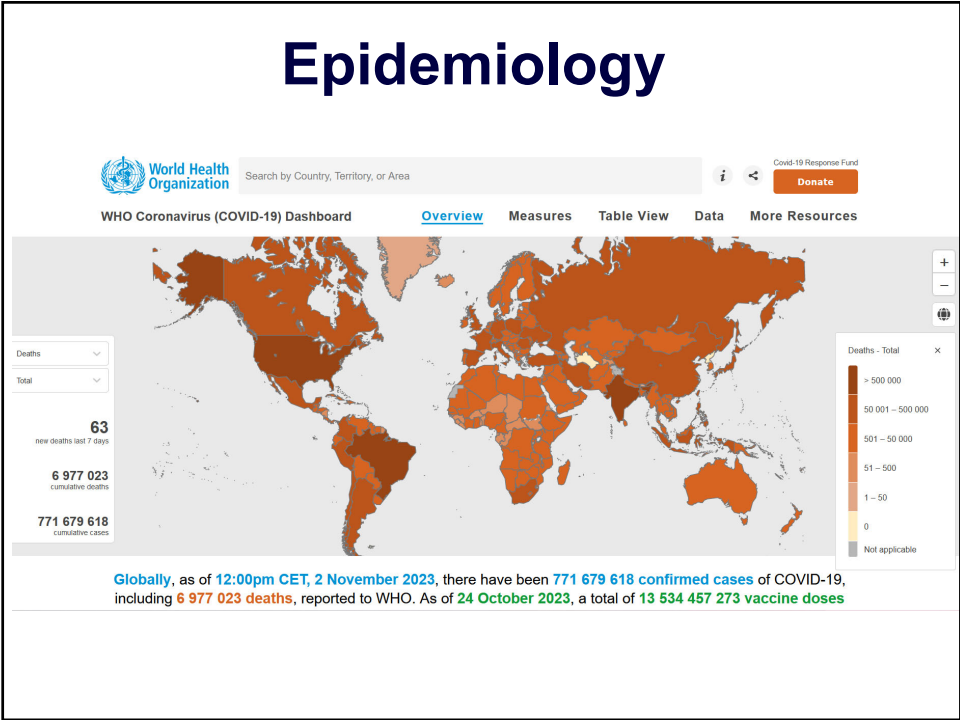 Epidemiology
World Health
Organization
Search by Country, Territory, or Area
i
Covid-19 Response Fund
Donate
WHO Coronavirus (COVID-19) Dashboard
Overview
Measures
Table View
Data
More Resources
+
−
Deaths
Total
63
new deaths last 7 days
6 977 023
cumulative deaths
771 679 618
cumulative cases
Deaths - Total ×
> 500 000
50 001 – 500 000
501 – 50 000
51 – 500
1 – 50
0
Not applicable
Globally, as of 12:00pm CET, 2 November 2023, there have been 771 679 618 confirmed cases of COVID-19,
including 6 977 023 deaths, reported to WHO. As of 24 October 2023, a total of 13 534 457 273 vaccine doses